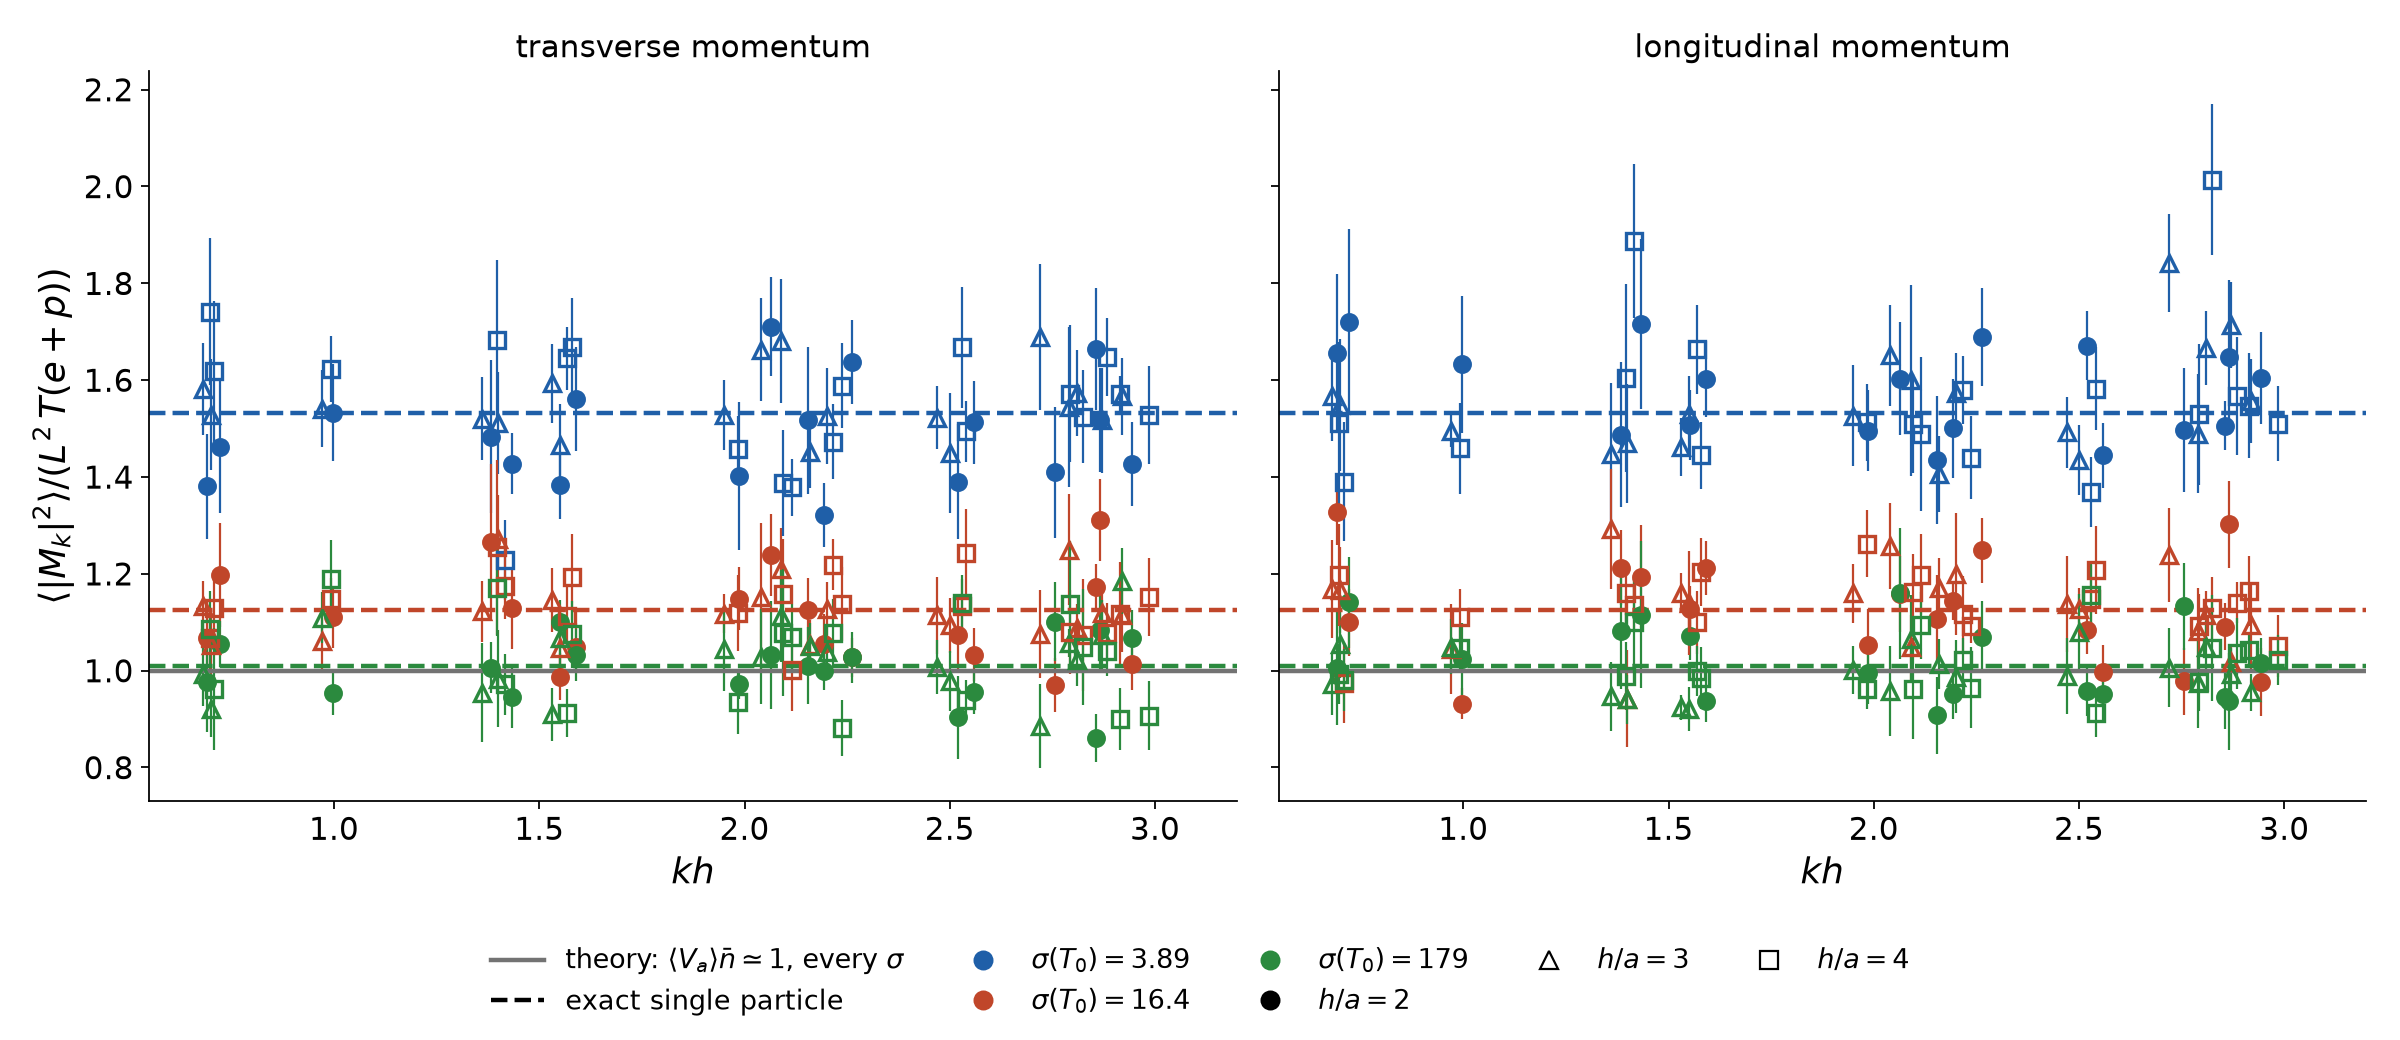 transverse momentum
longitudinal momentum
⟨|M_k|²⟩/(L² T(e + p))
2.2
2.0
1.8
1.6
1.4
1.2
1.0
0.8
1.0 1.5 2.0 2.5 3.0
1.0 1.5 2.0 2.5 3.0
kh
kh
theory: ⟨V_a⟩n̄ ≃ 1, every σ
exact single particle
σ(T₀) = 3.89
σ(T₀) = 16.4
σ(T₀) = 179
h/a = 2
h/a = 3
h/a = 4